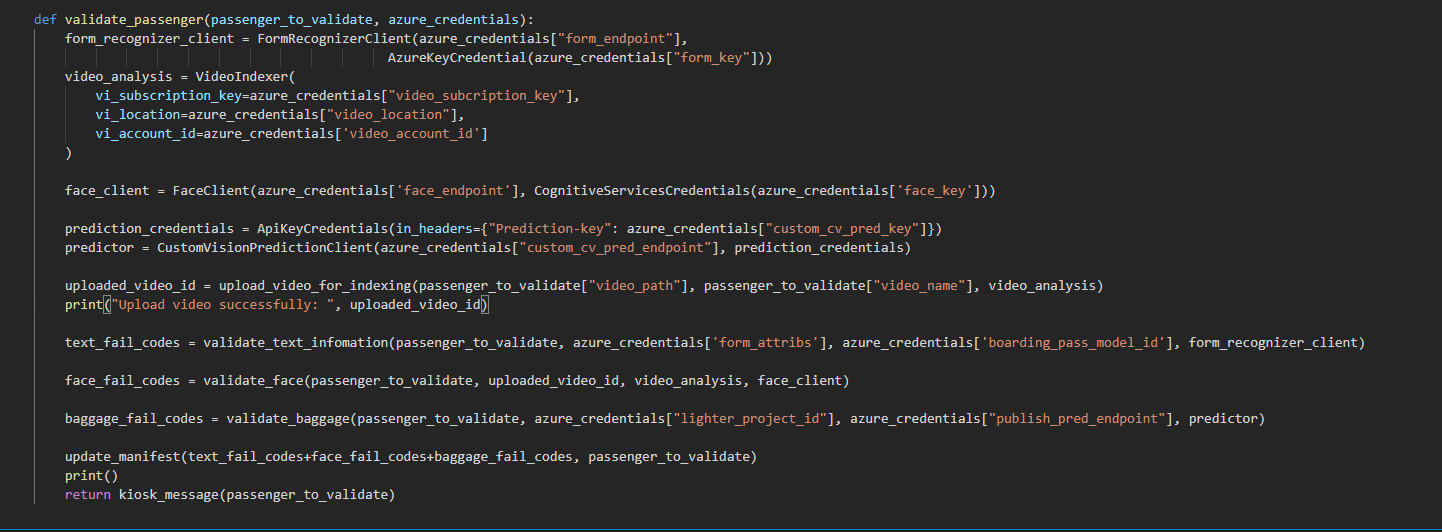 def validate_passenger(passenger_to_validate, azure_credentials):
    form_recognizer_client = FormRecognizerClient(azure_credentials["form_endpoint"],
                                          AzureKeyCredential(azure_credentials["form_key"]))
    video_analysis = VideoIndexer(
        vi_subscription_key=azure_credentials["video_subcription_key"],
        vi_location=azure_credentials["video_location"],
        vi_account_id=azure_credentials['video_account_id']
    )

    face_client = FaceClient(azure_credentials['face_endpoint'], CognitiveServicesCredentials(azure_credentials['face_key']))

    prediction_credentials = ApiKeyCredentials(in_headers={"Prediction-key": azure_credentials["custom_cv_pred_key"]})
    predictor = CustomVisionPredictionClient(azure_credentials["custom_cv_pred_endpoint"], prediction_credentials)

    uploaded_video_id = upload_video_for_indexing(passenger_to_validate["video_path"], passenger_to_validate["video_name"], video_analysis)
    print("Upload video successfully: ", uploaded_video_id)

    text_fail_codes = validate_text_infomation(passenger_to_validate, azure_credentials['form_attribs'], azure_credentials['boarding_pass_model_id'], form_recognizer_client)

    face_fail_codes = validate_face(passenger_to_validate, uploaded_video_id, video_analysis, face_client)

    baggage_fail_codes = validate_baggage(passenger_to_validate, azure_credentials["lighter_project_id"], azure_credentials["publish_pred_endpoint"], predictor)

    update_manifest(text_fail_codes+face_fail_codes+baggage_fail_codes, passenger_to_validate)
    print()
    return kiosk_message(passenger_to_validate)